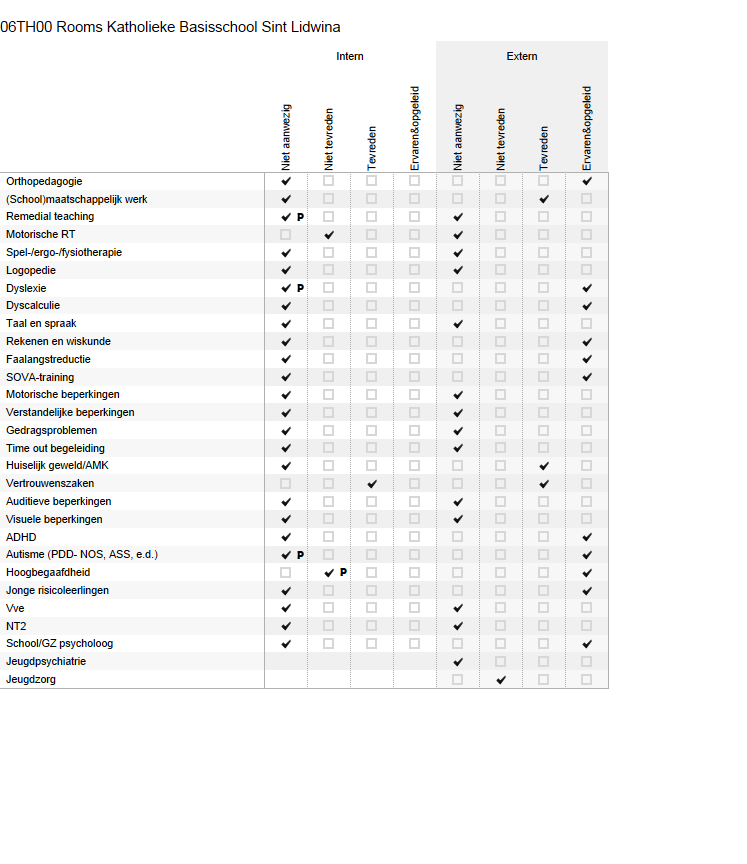 06TH00 Rooms Katholieke Basisschool Sint Lidwina
Intern Extern
Niet aanwezig Niet tevreden Tevreden Ervaren&opgeleid Niet aanwezig Niet tevreden Tevreden Ervaren&opgeleid
Orthopedagogie
(School)maatschappelijk werk
Remedial teaching P
Motorische RT
Spel-/ergo-/fysiotherapie
Logopedie
Dyslexie P
Dyscalculie
Taal en spraak
Rekenen en wiskunde
Faalangstreductie
SOVA-training
Motorische beperkingen
Verstandelijke beperkingen
Gedragsproblemen
Time out begeleiding
Huiselijk geweld/AMK
Vertrouwenszaken
Auditieve beperkingen
Visuele beperkingen
ADHD
Autisme (PDD- NOS, ASS, e.d.) P
Hoogbegaafdheid P
Jonge risicoleerlingen
Vve
NT2
School/GZ psycholoog
Jeugdpsychiatrie
Jeugdzorg